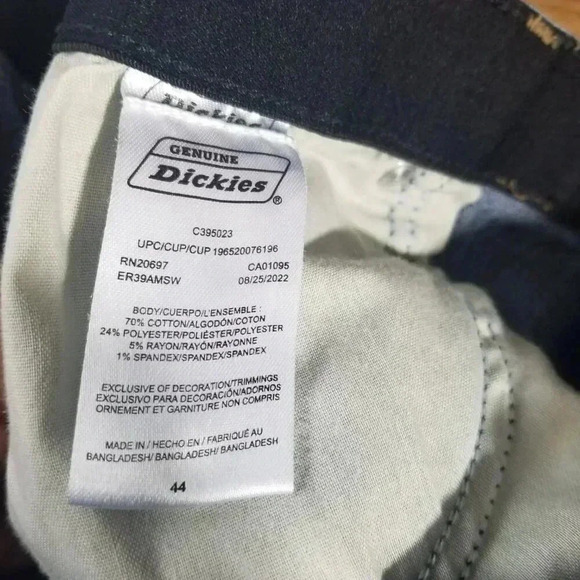 Dickies
GENUINE
Dickies®
C395023
UPC/CUP/CUP 196520076196
RN20697 CA01095
ER39AMSW 08/25/2022
BODY/CUERPO/L'ENSEMBLE :
70% COTTON/ALGODÓN/COTON
24% POLYESTER/POLIÉSTER/POLYESTER
5% RAYON/RAYÓN/RAYONNE
1% SPANDEX/SPANDEX/SPANDEX
EXCLUSIVE OF DECORATION/TRIMMINGS
EXCLUSIVO PARA DECORACIÓN/ADORNOS
ORNEMENT ET GARNITURE NON COMPRIS
MADE IN / HECHO EN / FABRIQUÉ AU
BANGLADESH/ BANGLADESH/ BANGLADESH
44